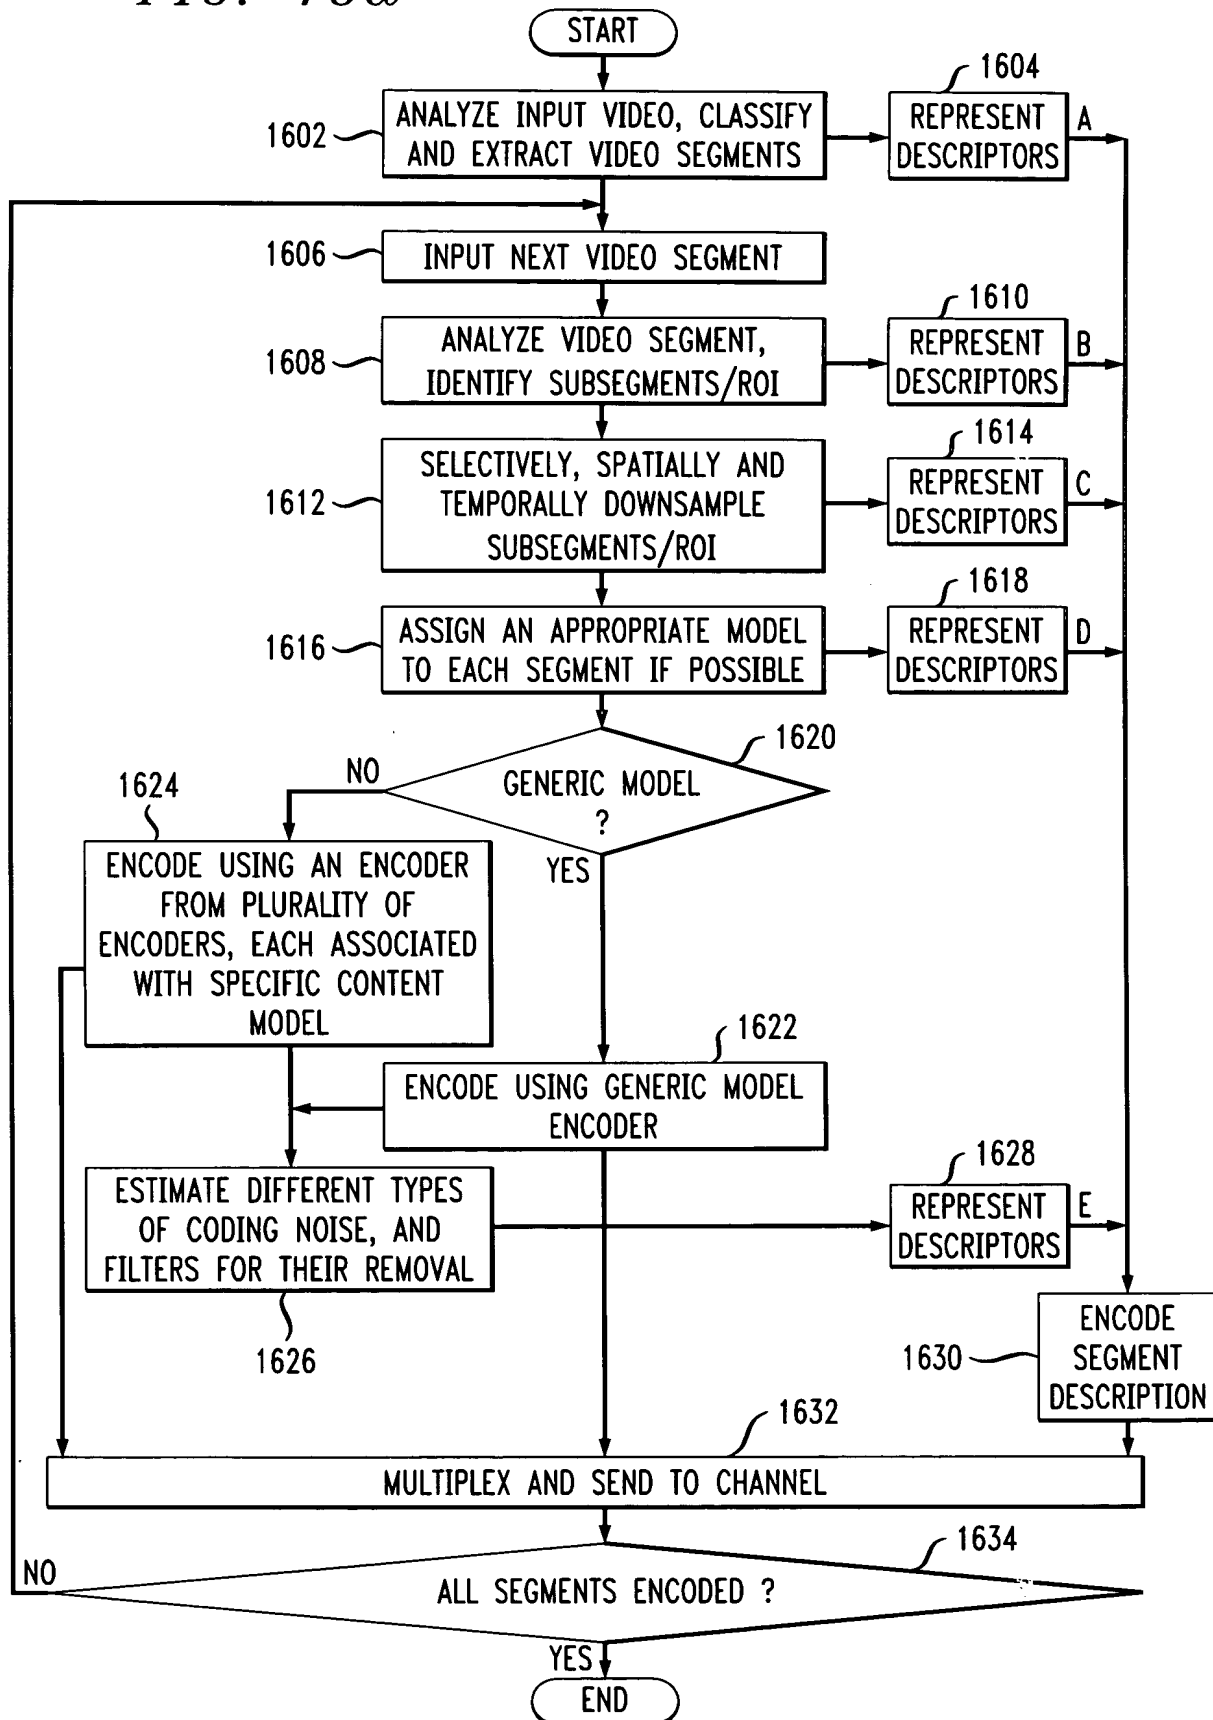 START
1604
ANALYZE INPUT VIDEO, CLASSIFY
AND EXTRACT VIDEO SEGMENTS
1602
REPRESENT
DESCRIPTORS
A
1606
INPUT NEXT VIDEO SEGMENT
1610
1608
ANALYZE VIDEO SEGMENT,
IDENTIFY SUBSEGMENTS/ROI
REPRESENT
DESCRIPTORS
B
1614
1612
SELECTIVELY, SPATIALLY AND
TEMPORALLY DOWNSAMPLE
SUBSEGMENTS/ROI
REPRESENT
DESCRIPTORS
C
1618
1616
ASSIGN AN APPROPRIATE MODEL
TO EACH SEGMENT IF POSSIBLE
REPRESENT
DESCRIPTORS
D
1620
NO
GENERIC MODEL
?
YES
1624
ENCODE USING AN ENCODER
FROM PLURALITY OF
ENCODERS, EACH ASSOCIATED
WITH SPECIFIC CONTENT
MODEL
1622
ENCODE USING GENERIC MODEL
ENCODER
ESTIMATE DIFFERENT TYPES
OF CODING NOISE, AND
FILTERS FOR THEIR REMOVAL
1626
1628
REPRESENT
DESCRIPTORS
E
1630
ENCODE
SEGMENT
DESCRIPTION
1632
MULTIPLEX AND SEND TO CHANNEL
1634
NO
ALL SEGMENTS ENCODED ?
YES
END